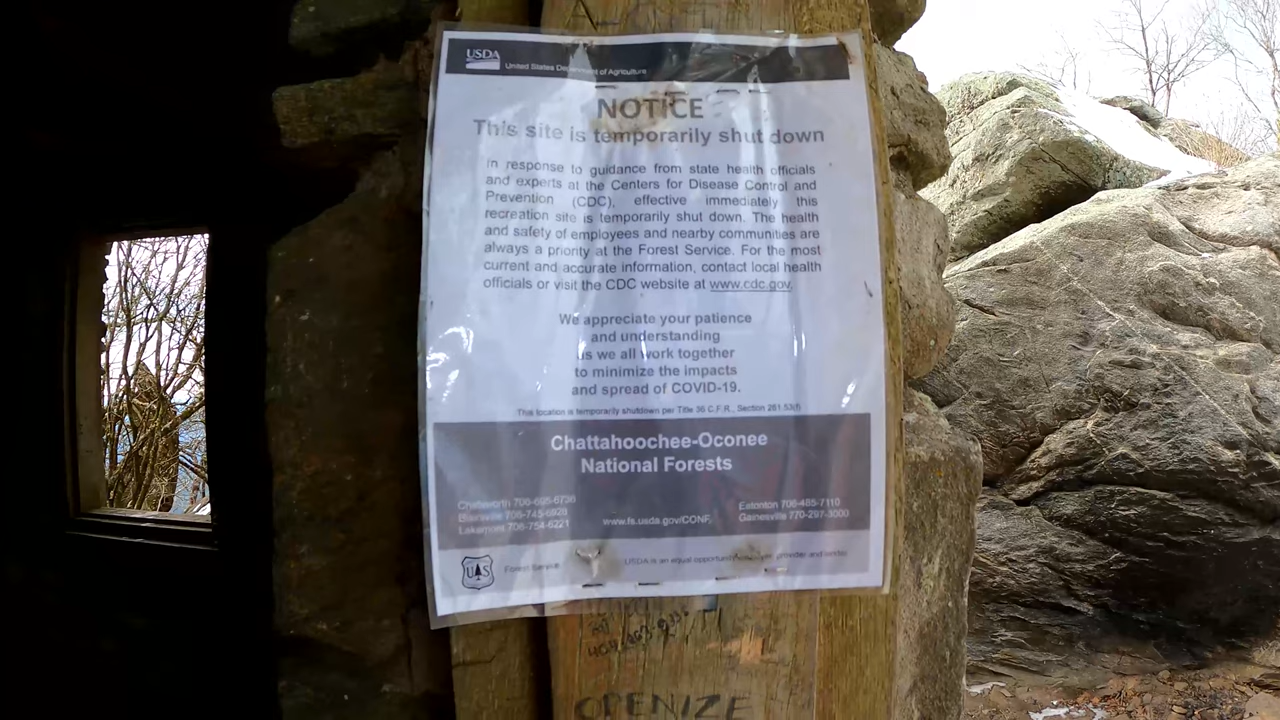 USDA
United States Department of Agriculture
NOTICE
This site is temporarily shut down
In response to guidance from state health officials
and experts at the Centers for Disease Control and
Prevention (CDC), effective immediately this
recreation site is temporarily shut down. The health
and safety of employees and nearby communities are
always a priority at the Forest Service. For the most
current and accurate information, contact local health
officials or visit the CDC website at www.cdc.gov.
We appreciate your patience
and understanding
as we all work together
to minimize the impacts
and spread of COVID-19.
This location is temporarily shutdown per Title 36 C.F.R., Section 261.53(f)
Chattahoochee-Oconee
National Forests
Chatsworth 706-695-6736
Blairsville 706-745-6928
Lakemont 706-754-6221
www.fs.usda.gov/CONF
Eatonton 706-485-7110
Gainesville 770-297-3000
UAS
Forest Service
USDA is an equal opportunity provider and lender
OPENIZE